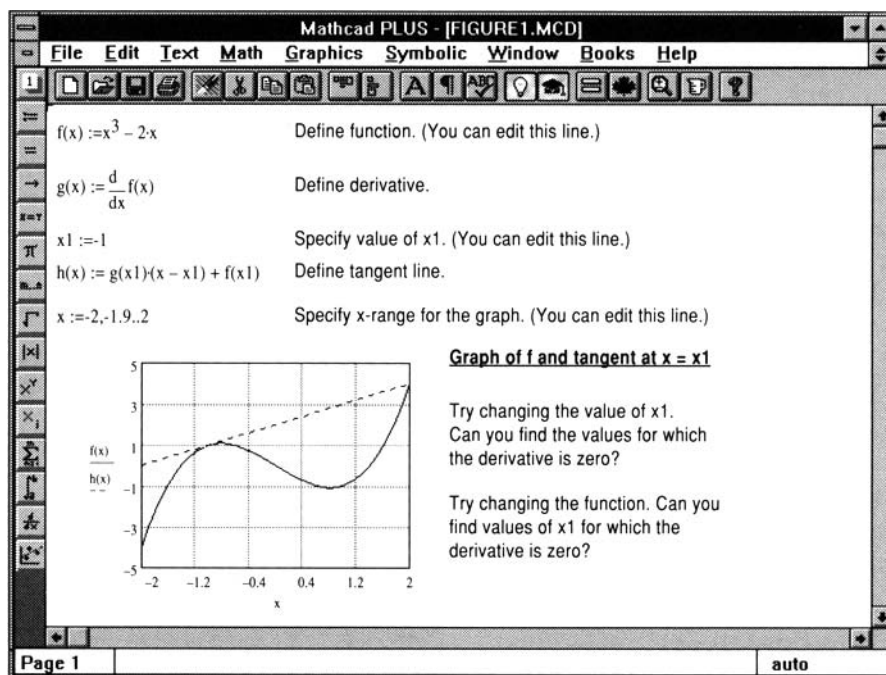 Mathcad PLUS - [FIGURE1.MCD]
File Edit Text Math Graphics Symbolic Window Books Help
1
f(x) :=x³ − 2·x Define function. (You can edit this line.)
g(x) := d/dx f(x) Define derivative.
x1 :=-1 Specify value of x1. (You can edit this line.)
h(x) := g(x1)·(x − x1) + f(x1) Define tangent line.
x :=-2,-1.9..2 Specify x-range for the graph. (You can edit this line.)
Graph of f and tangent at x = x1
Try changing the value of x1.
Can you find the values for which
the derivative is zero?
Try changing the function. Can you
find values of x1 for which the
derivative is zero?
5
3
1
−1
−3
−5
f(x)
h(x)
−2 −1.2 −0.4 0.4 1.2 2
x
Page 1 auto